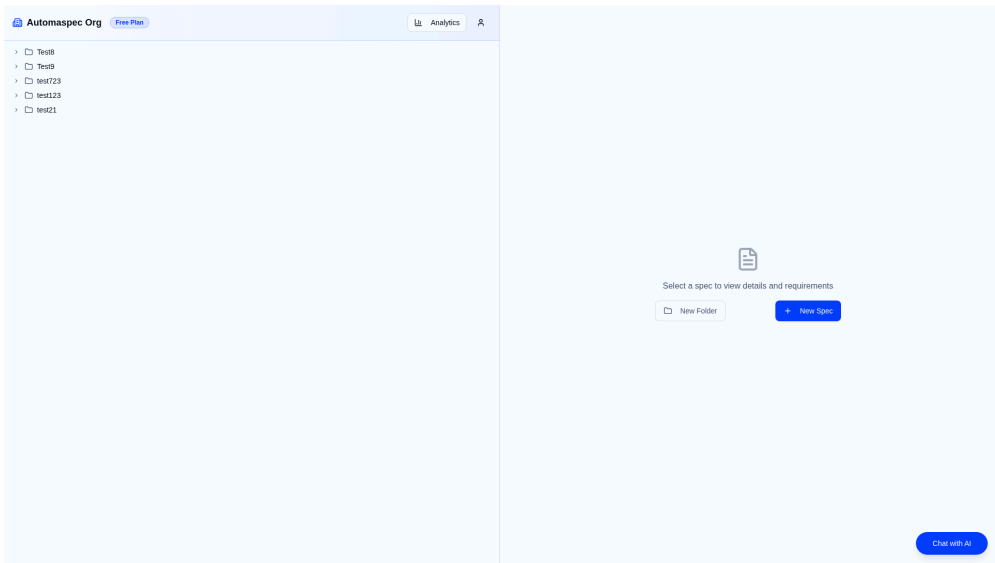 Automaspec Org Free Plan Analytics
Test8
Test9
test723
test123
test21
Select a spec to view details and requirements
New Folder New Spec
Chat with AI